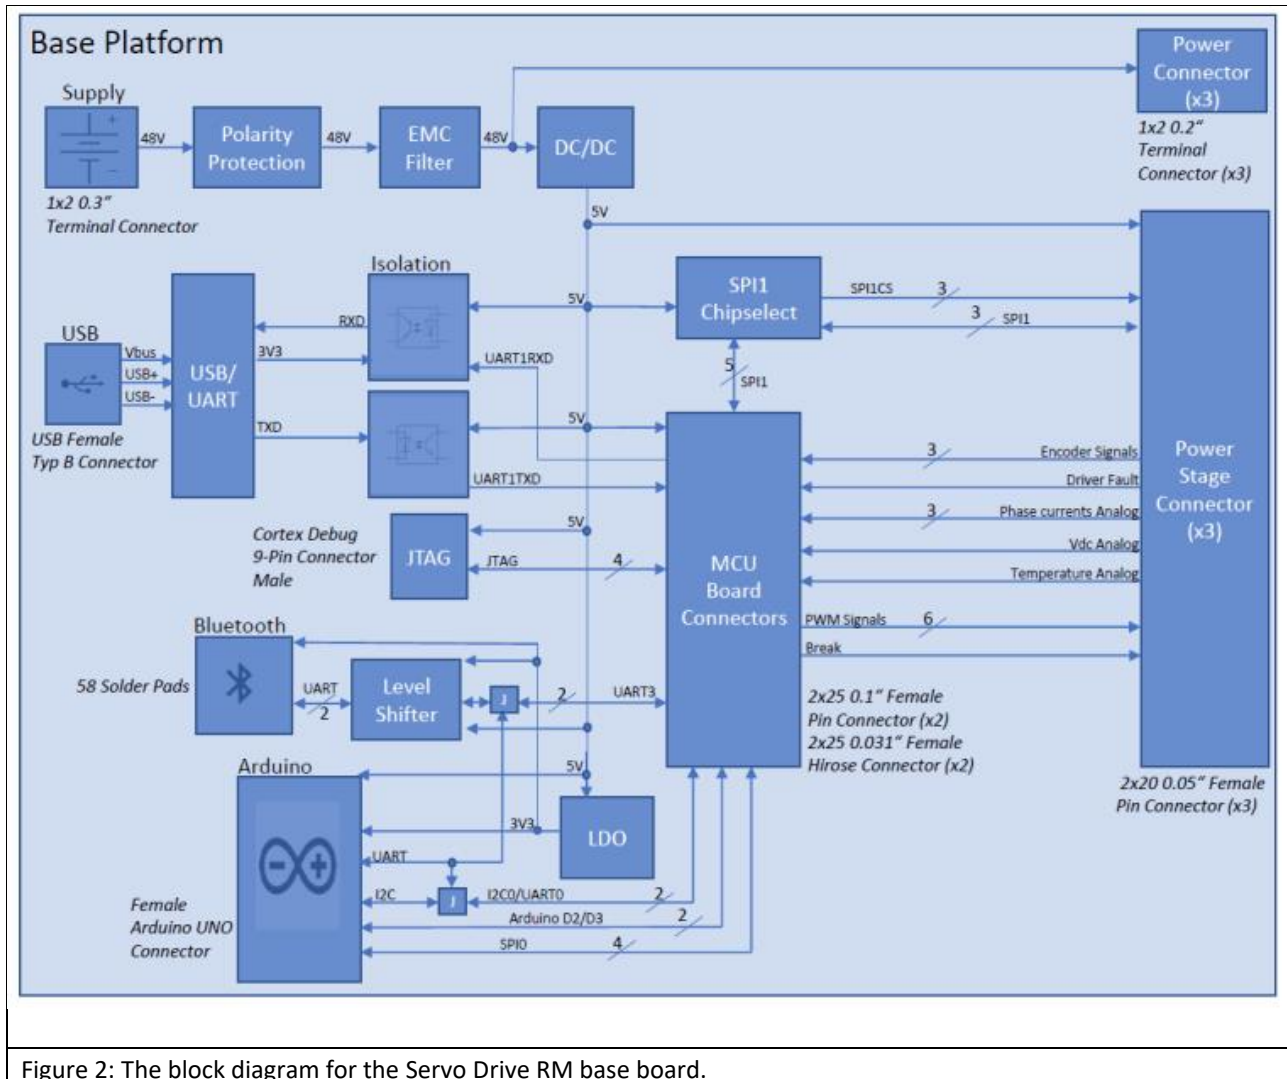 Base Platform
Supply
48V
Polarity
Protection
48V
EMC
Filter
48V
DC/DC
Power
Connector
(x3)
1x2 0.2“
Terminal
Connector (x3)
1x2 0.3“
Terminal Connector
5V
Isolation
5V
SPI1
Chipselect
SPI1CS
3
3
SPI1
USB
Vbus
USB+
USB-
USB/
UART
RXD
3V3
UART1RXD
5
SPI1
USB Female
Typ B Connector
TXD
5V
UART1TXD
Power
Stage
Connector
(x3)
3
Encoder Signals
Driver Fault
3
Phase currents Analog
Vdc Analog
Temperature Analog
Cortex Debug
9-Pin Connector
Male
JTAG
5V
JTAG
4
MCU
Board
Connectors
PWM Signals
6
Break
Bluetooth
58 Solder Pads
UART
2
Level
Shifter
J
2
UART3
2x25 0.1“ Female
Pin Connector (x2)
2x25 0.031“ Female
Hirose Connector (x2)
2x20 0.05“ Female
Pin Connector (x3)
Arduino
5V
3V3
LDO
UART
I2C
J
I2C0/UART0
2
Arduino D2/D3
2
SPI0
4
Female
Arduino UNO
Connector
Figure 2: The block diagram for the Servo Drive RM base board.